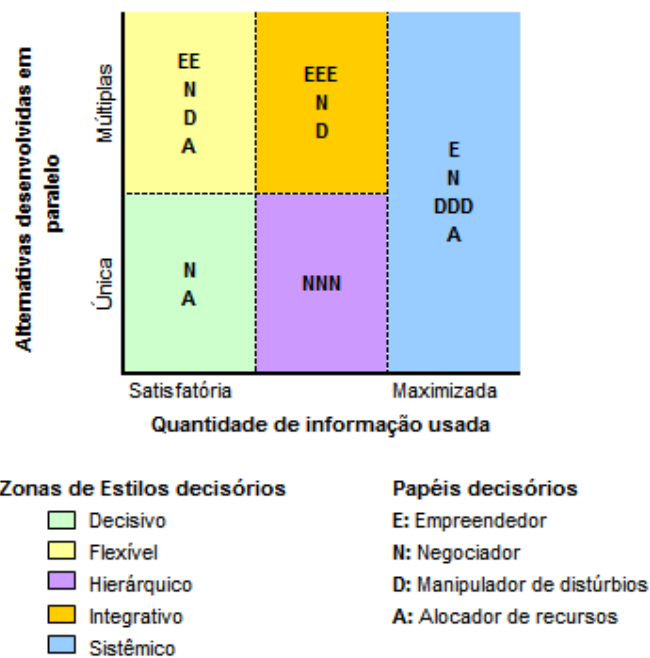 Alternativas desenvolvidas em
paralelo
Múltiplas
Única
EE
N
D
A
EEE
N
D
E
N
DDD
A
N
A
NNN
Satisfatória
Maximizada
Quantidade de informação usada
Zonas de Estilos decisórios
Decisivo
Flexível
Hierárquico
Integrativo
Sistêmico
Papéis decisórios
E: Empreendedor
N: Negociador
D: Manipulador de distúrbios
A: Alocador de recursos